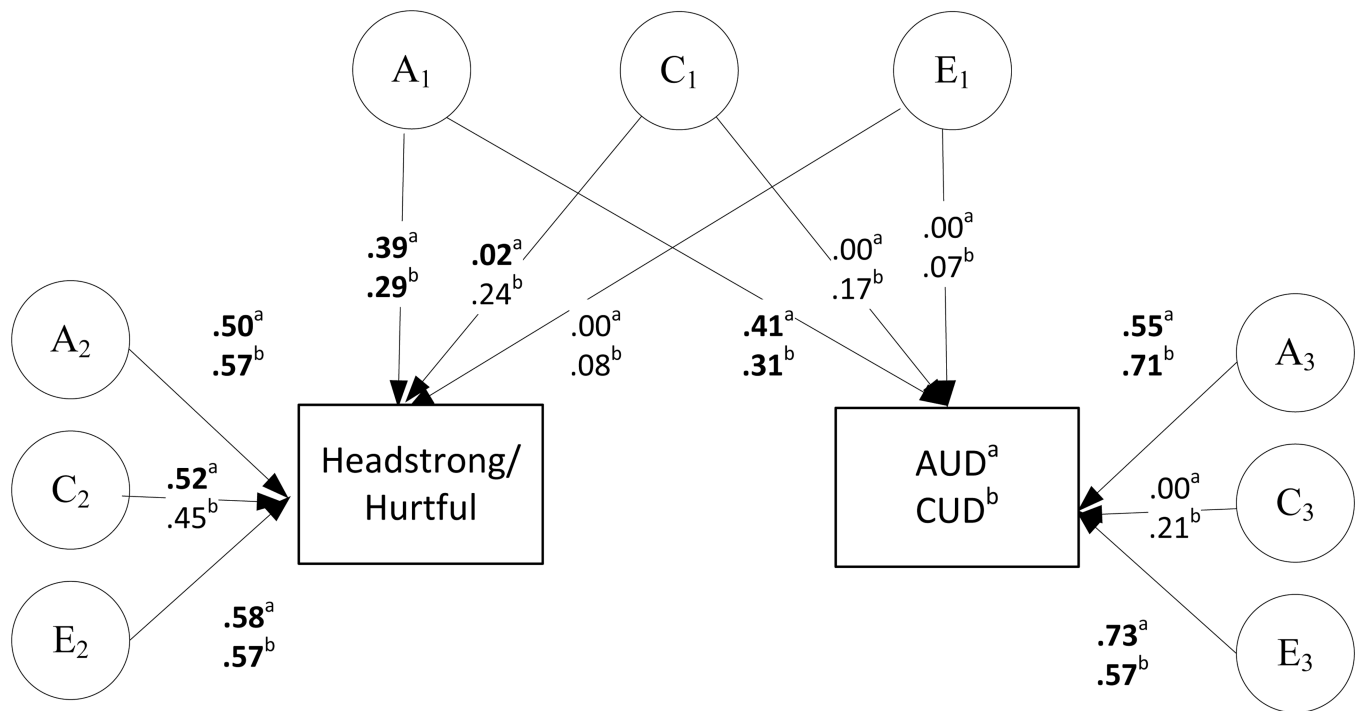 A₁ C₁ E₁
.39ᵃ
.29ᵇ
.02ᵃ
.24ᵇ
.00ᵃ
.08ᵇ
.41ᵃ
.31ᵇ
.00ᵃ
.17ᵇ
.00ᵃ
.07ᵇ
A₂
.50ᵃ
.57ᵇ
C₂
.52ᵃ
.45ᵇ
E₂
.58ᵃ
.57ᵇ
Headstrong/
Hurtful
AUDᵃ
CUDᵇ
.55ᵃ
.71ᵇ
A₃
.00ᵃ
.21ᵇ
C₃
.73ᵃ
.57ᵇ
E₃